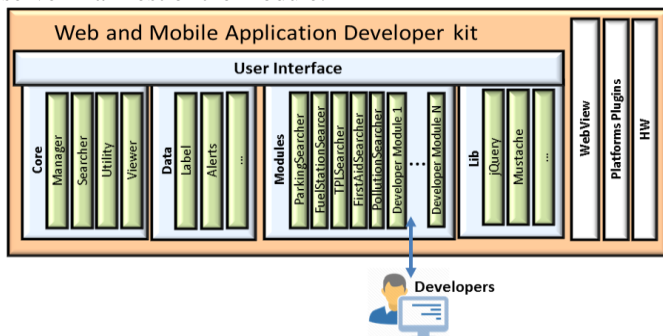 Web and Mobile Application Developer kit
User Interface
Core
Manager
Searcher
Utility
Viewer
Data
Label
Alerts
...
Modules
ParkingSearcher
FuelStationSearcer
TPLSearcher
FirstAidSearcher
PollutionSearcher
Developer Module 1
...
Developer Module N
Lib
jQuery
Mustache
...
WebView
Platforms Plugins
HW
Developers